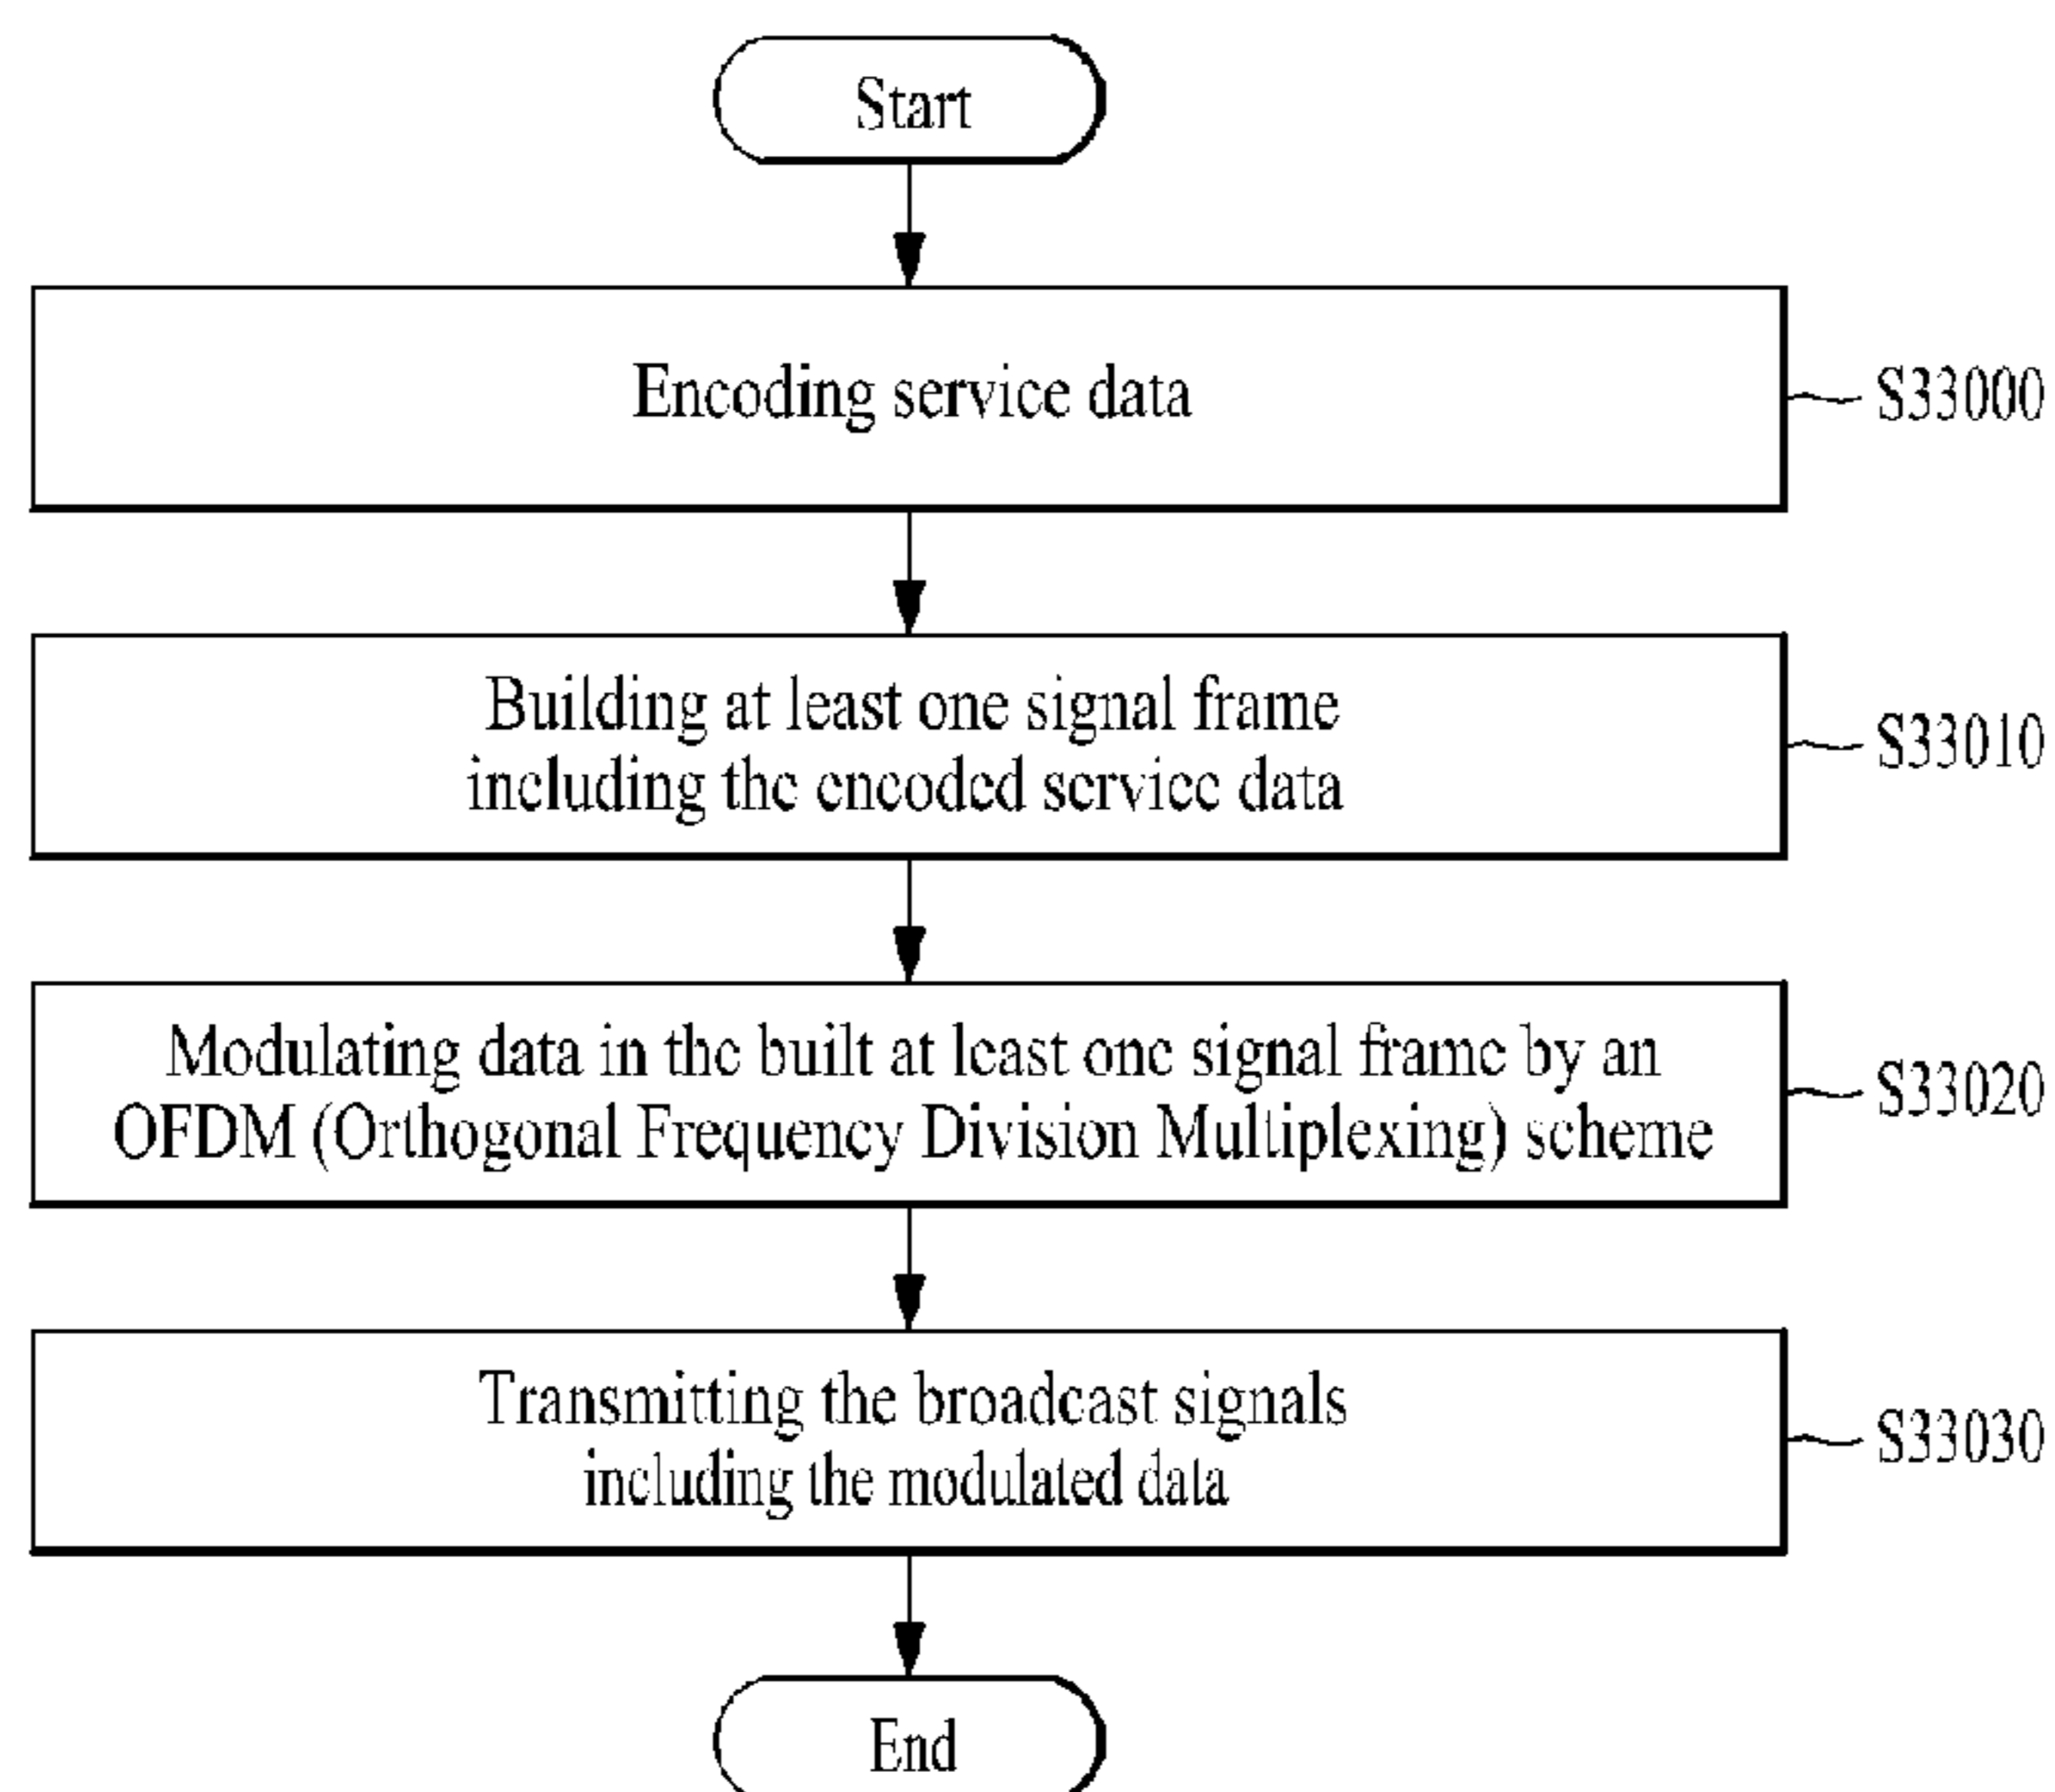 Start
Encoding service data
S33000
Building at least one signal frame
including the encoded service data
S33010
Modulating data in the built at least one signal frame by an
OFDM (Orthogonal Frequency Division Multiplexing) scheme
S33020
Transmitting the broadcast signals
including the modulated data
S33030
End